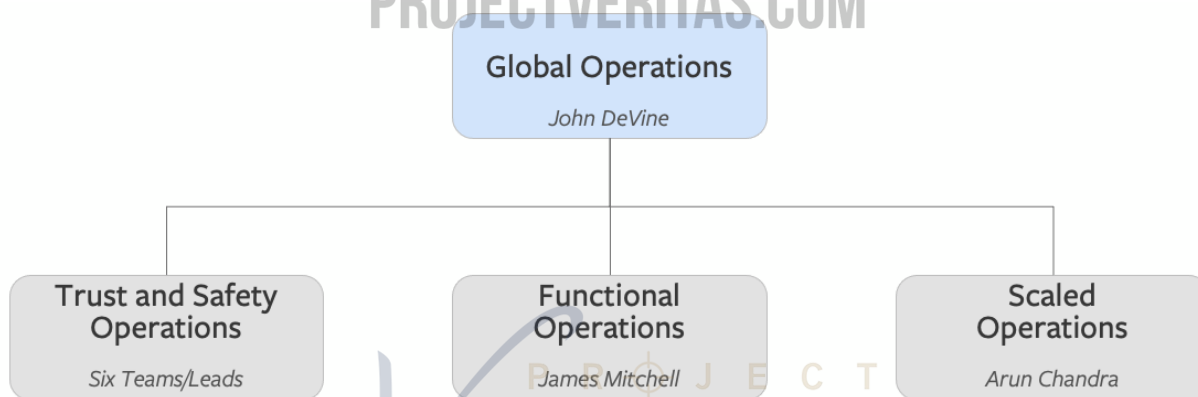 PROJECTVERITAS.COM
Global Operations
John DeVine
Trust and Safety
Operations
Six Teams/Leads
Functional
Operations
James Mitchell
Scaled
Operations
Arun Chandra
PROJECT